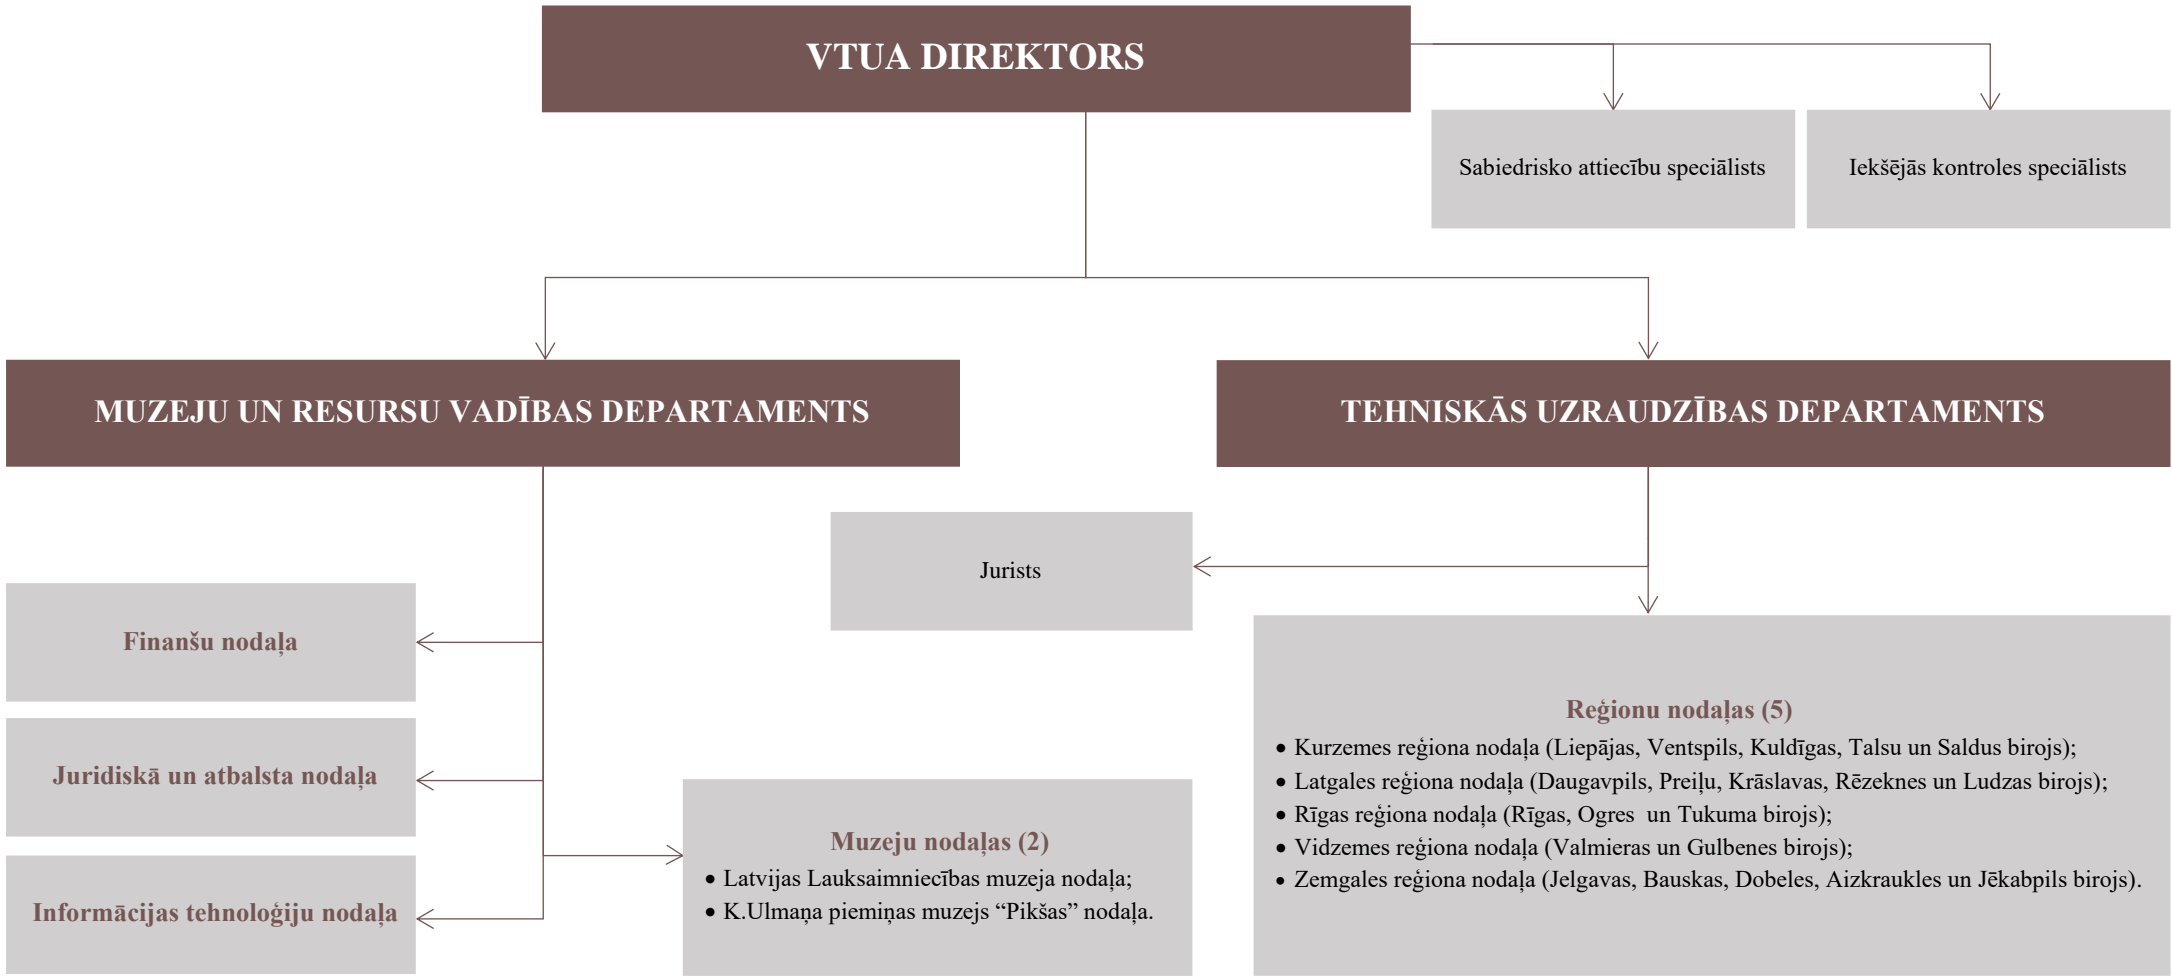 VTUA DIREKTORS
Sabiedrisko attiecību speciālists
Iekšējās kontroles speciālists
MUZEJU UN RESURSU VADĪBAS DEPARTAMENTS
TEHNISKĀS UZRAUDZĪBAS DEPARTAMENTS
Jurists
Finanšu nodaļa
Juridiskā un atbalsta nodaļa
Informācijas tehnoloģiju nodaļa
Muzeju nodaļas (2)
• Latvijas Lauksaimniecības muzeja nodaļa;
• K.Ulmaņa piemiņas muzejs “Pikšas” nodaļa.
Reģionu nodaļas (5)
• Kurzemes reģiona nodaļa (Liepājas, Ventspils, Kuldīgas, Talsu un Saldus birojs);
• Latgales reģiona nodaļa (Daugavpils, Preiļu, Krāslavas, Rēzeknes un Ludzas birojs);
• Rīgas reģiona nodaļa (Rīgas, Ogres un Tukuma birojs);
• Vidzemes reģiona nodaļa (Valmieras un Gulbenes birojs);
• Zemgales reģiona nodaļa (Jelgavas, Bauskas, Dobeles, Aizkraukles un Jēkabpils birojs).